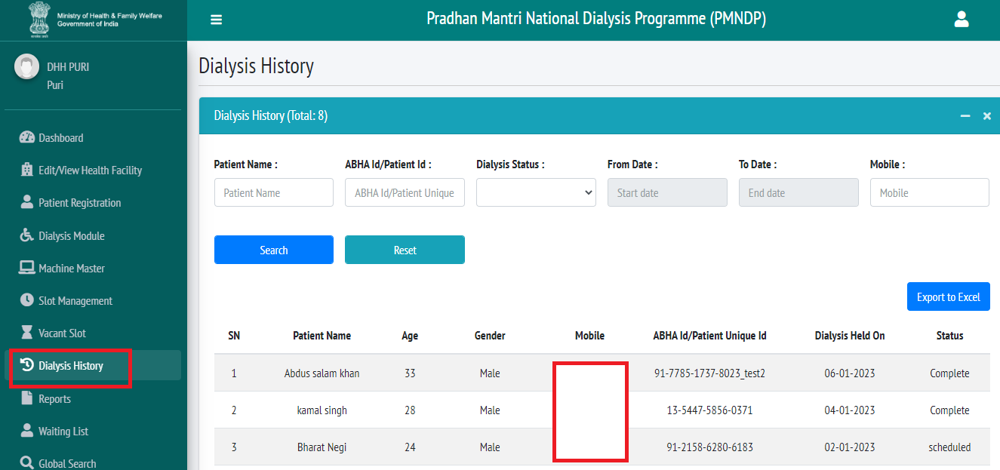 Ministry of Health & Family Welfare
Government of India
Pradhan Mantri National Dialysis Programme (PMNDP)
DHH PURI
Puri
Dashboard
Edit/View Health Facility
Patient Registration
Dialysis Module
Machine Master
Slot Management
Vacant Slot
Dialysis History
Reports
Waiting List
Global Search
Dialysis History
Dialysis History (Total: 8)
Patient Name : ABHA Id/Patient Id : Dialysis Status : From Date : To Date : Mobile :
Patient Name ABHA Id/Patient Unique Start date End date Mobile
Search Reset
Export to Excel
SN Patient Name Age Gender Mobile ABHA Id/Patient Unique Id Dialysis Held On Status
1 Abdus salam khan 33 Male 91-7785-1737-8023_test2 06-01-2023 Complete
2 kamal singh 28 Male 13-5447-5856-0371 04-01-2023 Complete
3 Bharat Negi 24 Male 91-2158-6280-6183 02-01-2023 scheduled